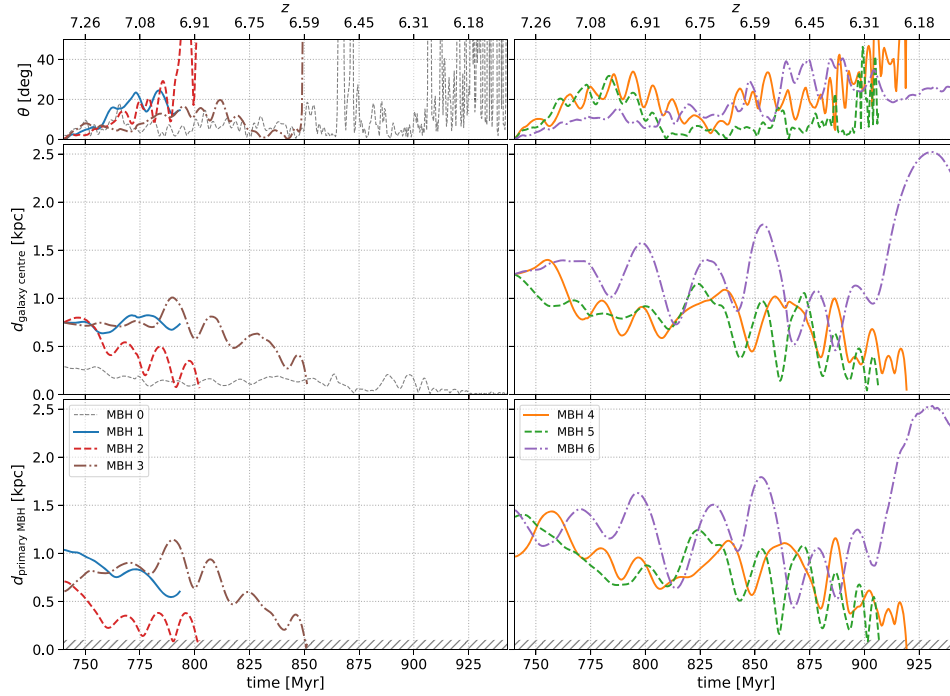 z z
7.26 7.08 6.91 6.75 6.59 6.45 6.31 6.18 7.26 7.08 6.91 6.75 6.59 6.45 6.31 6.18
θ [deg]
40
20
0
d galaxy centre [kpc]
2.5
2.0
1.5
1.0
0.5
0.0
d primary MBH [kpc]
2.5
2.0
1.5
1.0
0.5
0.0
MBH 0
MBH 1
MBH 2
MBH 3
MBH 4
MBH 5
MBH 6
750 775 800 825 850 875 900 925 750 775 800 825 850 875 900 925
time [Myr] time [Myr]